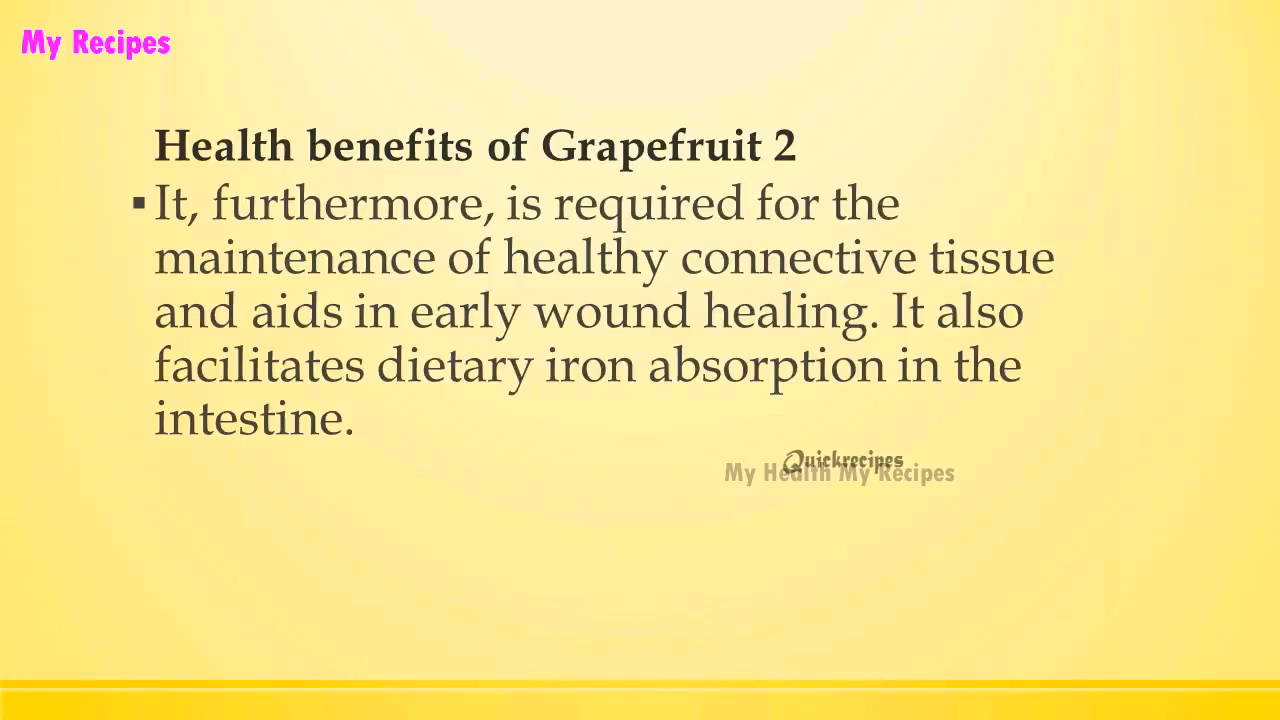 My Recipes
Health benefits of Grapefruit 2
▪ It, furthermore, is required for the
maintenance of healthy connective tissue
and aids in early wound healing. It also
facilitates dietary iron absorption in the
intestine.
Quickrecipes
My Health My Recipes